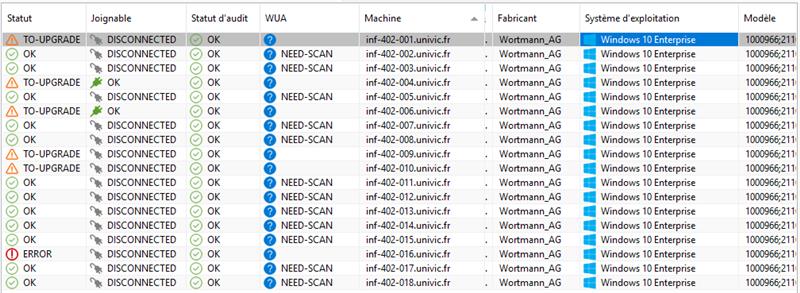 Statut Joignable Statut d'audit WUA Machine Fabricant Système d'exploitation Modèle
TO-UPGRADE DISCONNECTED OK inf-402-001.univic.fr Wortmann_AG Windows 10 Enterprise 1000966;211
OK DISCONNECTED OK NEED-SCAN inf-402-002.univic.fr Wortmann_AG Windows 10 Enterprise 1000966;211
OK DISCONNECTED OK NEED-SCAN inf-402-003.univic.fr Wortmann_AG Windows 10 Enterprise 1000966;211
TO-UPGRADE OK OK inf-402-004.univic.fr Wortmann_AG Windows 10 Enterprise 1000966;211
OK DISCONNECTED OK NEED-SCAN inf-402-005.univic.fr Wortmann_AG Windows 10 Enterprise 1000966;211
TO-UPGRADE OK OK inf-402-006.univic.fr Wortmann_AG Windows 10 Enterprise 1000966;211
OK DISCONNECTED OK NEED-SCAN inf-402-007.univic.fr Wortmann_AG Windows 10 Enterprise 1000966;211
OK DISCONNECTED OK NEED-SCAN inf-402-008.univic.fr Wortmann_AG Windows 10 Enterprise 1000966;211
TO-UPGRADE DISCONNECTED OK inf-402-009.univic.fr Wortmann_AG Windows 10 Enterprise 1000966;211
TO-UPGRADE DISCONNECTED OK inf-402-010.univic.fr Wortmann_AG Windows 10 Enterprise 1000966;211
OK DISCONNECTED OK NEED-SCAN inf-402-011.univic.fr Wortmann_AG Windows 10 Enterprise 1000966;211
OK DISCONNECTED OK NEED-SCAN inf-402-012.univic.fr Wortmann_AG Windows 10 Enterprise 1000966;211
OK DISCONNECTED OK NEED-SCAN inf-402-013.univic.fr Wortmann_AG Windows 10 Enterprise 1000966;211
OK DISCONNECTED OK NEED-SCAN inf-402-014.univic.fr Wortmann_AG Windows 10 Enterprise 1000966;211
OK DISCONNECTED OK NEED-SCAN inf-402-015.univic.fr Wortmann_AG Windows 10 Enterprise 1000966;211
ERROR DISCONNECTED OK inf-402-016.univic.fr Wortmann_AG Windows 10 Enterprise 1000966;211
OK DISCONNECTED OK NEED-SCAN inf-402-017.univic.fr Wortmann_AG Windows 10 Enterprise 1000966;211
OK DISCONNECTED OK NEED-SCAN inf-402-018.univic.fr Wortmann_AG Windows 10 Enterprise 1000966;211